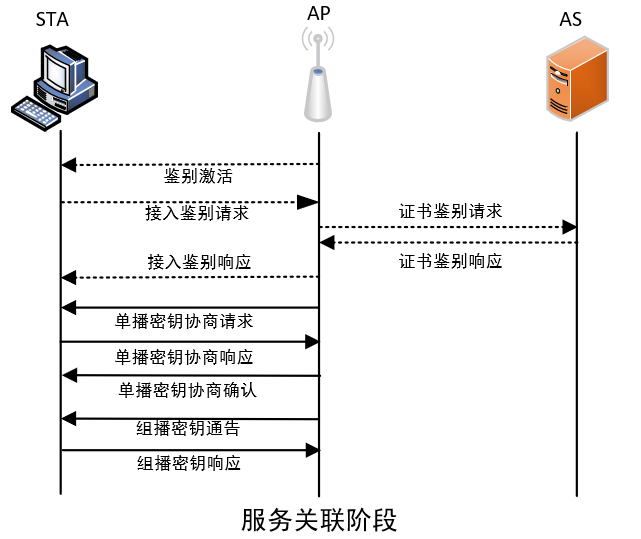 STA
AP
AS
鉴别激活
接入鉴别请求
证书鉴别请求
接入鉴别响应
证书鉴别响应
单播密钥协商请求
单播密钥协商响应
单播密钥协商确认
组播密钥通告
组播密钥响应
服务关联阶段